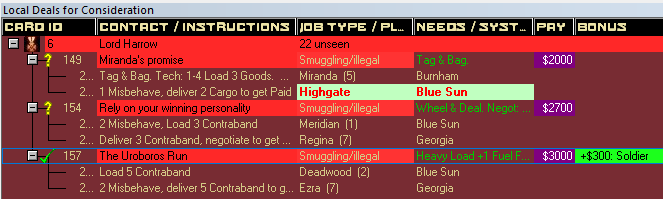 Local Deals for Consideration
CARD ID CONTACT / INSTRUCTIONS JOB TYPE / PL... NEEDS / SYST... PAY BONUS
6 Lord Harrow 22 unseen
149 Miranda's promise Smuggling/illegal Tag & Bag. $2000
2... Tag & Bag. Tech: 1-4 Load 3 Goods. ... Miranda (5) Burnham
2... 1 Misbehave, deliver 2 Cargo to get Paid Highgate Blue Sun
154 Rely on your winning personality Smuggling/illegal Wheel & Deal. Negot: ... $2700
2... 2 Misbehave, Load 3 Contraband Meridian (1) Blue Sun
2... Deliver 3 Contraband, negotiate to get ... Regina (7) Georgia
157 The Uroboros Run Smuggling/illegal Heavy Load +1 Fuel F... $3000 +$300: Soldier
2... Load 5 Contraband Deadwood (2) Blue Sun
2... 2 Misbehave, deliver 5 Contraband to g... Ezra (7) Georgia